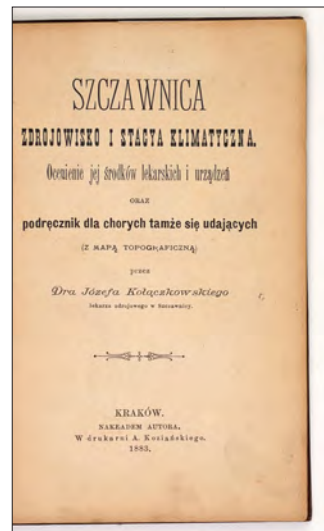 SZCZAWNICA
ZDROJOWISKO I STACYA KLIMATYCZNA.
Ocenienie jej środków lekarskich i urządzeń
ORAZ
podręcznik dla chorych tamże się udających
(Z MAPĄ TOPOGRAFICZNĄ)
przez
Dra Józefa Kołączkowskiego
lekarza zdrojowego w Szczawnicy.
KRAKÓW.
NAKŁADEM AUTORA.
W drukarni A. Koziańskiego.
1883.